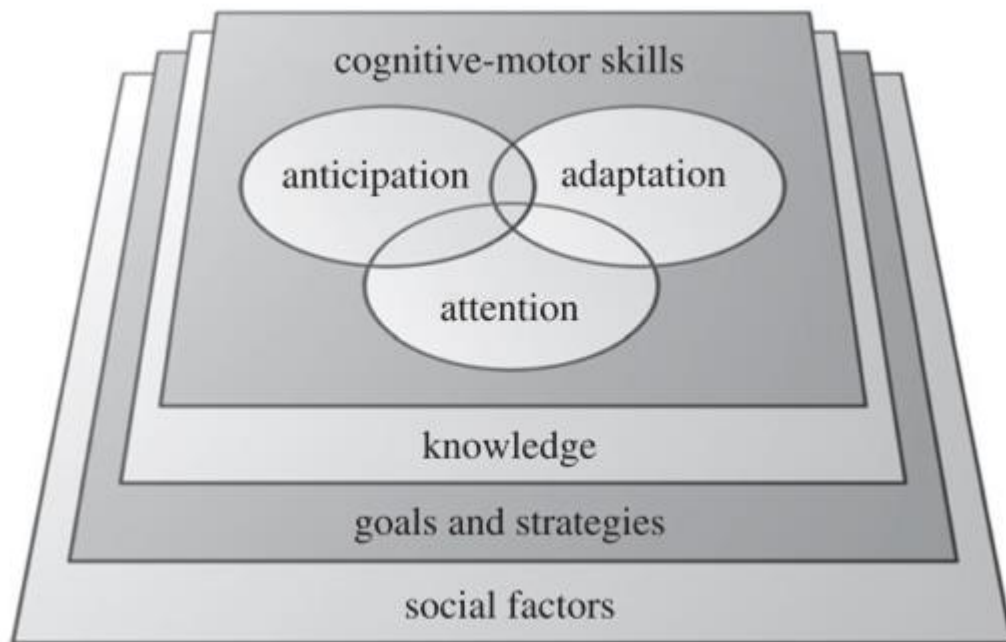 cognitive-motor skills
anticipation adaptation
attention
knowledge
goals and strategies
social factors